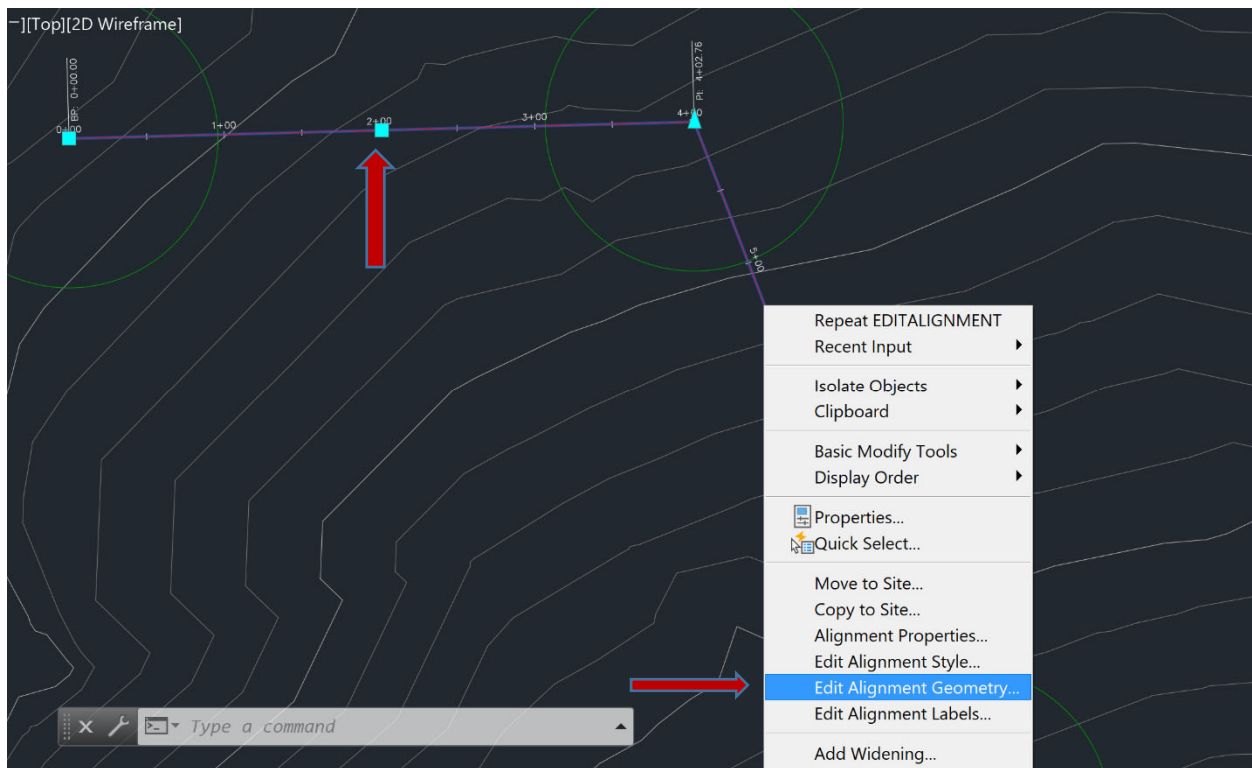 −][Top][2D Wireframe]
BP: 0+00.00
0+00
1+00
2+00
3+00
4+00
PI: 4+02.76
5+00
Repeat EDITALIGNMENT
Recent Input
Isolate Objects
Clipboard
Basic Modify Tools
Display Order
Properties...
Quick Select...
Move to Site...
Copy to Site...
Alignment Properties...
Edit Alignment Style...
Edit Alignment Geometry...
Edit Alignment Labels...
Add Widening...
Type a command